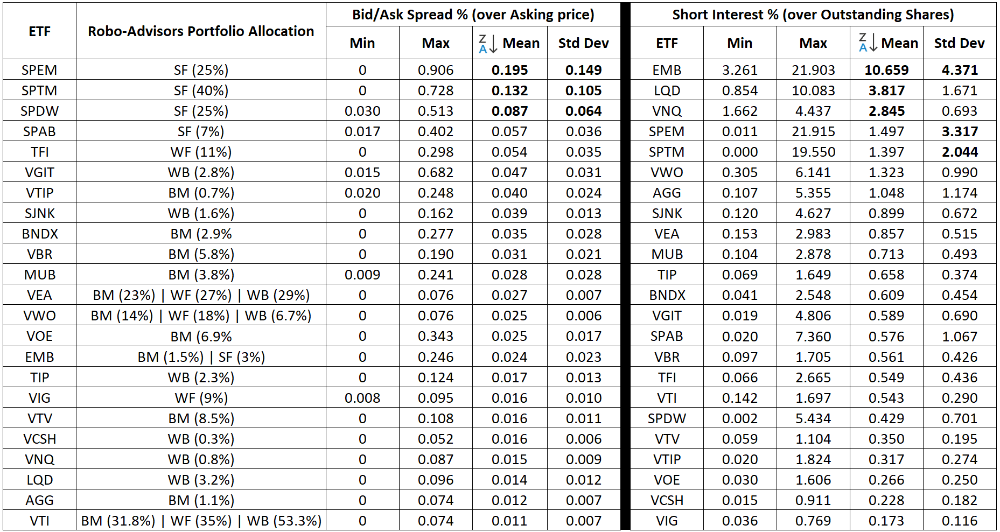 ETF Robo-Advisors Portfolio Allocation Bid/Ask Spread % (over Asking price) Short Interest % (over Outstanding Shares)
Min Max ZA Mean Std Dev ETF Min Max ZA Mean Std Dev
SPEM SF (25%) 0 0.906 0.195 0.149 EMB 3.261 21.903 10.659 4.371
SPTM SF (40%) 0 0.728 0.132 0.105 LQD 0.854 10.083 3.817 1.671
SPDW SF (25%) 0.030 0.513 0.087 0.064 VNQ 1.662 4.437 2.845 0.693
SPAB SF (7%) 0.017 0.402 0.057 0.036 SPEM 0.011 21.915 1.497 3.317
TFI WF (11%) 0 0.298 0.054 0.035 SPTM 0.000 19.550 1.397 2.044
VGIT WB (2.8%) 0.015 0.682 0.047 0.031 VWO 0.305 6.141 1.323 0.990
VTIP BM (0.7%) 0.020 0.248 0.040 0.024 AGG 0.107 5.355 1.048 1.174
SJNK WB (1.6%) 0 0.162 0.039 0.013 SJNK 0.120 4.627 0.899 0.672
BNDX BM (2.9% 0 0.277 0.035 0.028 VEA 0.153 2.983 0.857 0.515
VBR BM (5.8%) 0 0.190 0.031 0.021 MUB 0.104 2.878 0.713 0.493
MUB BM (3.8%) 0.009 0.241 0.028 0.028 TIP 0.069 1.649 0.658 0.374
VEA BM (23%) | WF (27%) | WB (29%) 0 0.076 0.027 0.007 BNDX 0.041 2.548 0.609 0.454
VWO BM (14%) | WF (18%) | WB (6.7%) 0 0.076 0.025 0.006 VGIT 0.019 4.806 0.589 0.690
VOE BM (6.9% 0 0.343 0.025 0.017 SPAB 0.020 7.360 0.576 1.067
EMB BM (1.5%) | SF (3%) 0 0.246 0.024 0.023 VBR 0.097 1.705 0.561 0.426
TIP WB (2.3%) 0 0.124 0.017 0.013 TFI 0.066 2.665 0.549 0.436
VIG WF (9%) 0.008 0.095 0.016 0.010 VTI 0.142 1.697 0.543 0.290
VTV BM (8.5%) 0 0.108 0.016 0.011 SPDW 0.002 5.434 0.429 0.701
VCSH WB (0.3%) 0 0.052 0.016 0.006 VTV 0.059 1.104 0.350 0.195
VNQ WB (0.8%) 0 0.087 0.015 0.009 VTIP 0.020 1.824 0.317 0.274
LQD WB (3.2%) 0 0.096 0.014 0.012 VOE 0.030 1.606 0.266 0.250
AGG BM (1.1%) 0 0.074 0.012 0.007 VCSH 0.015 0.911 0.228 0.182
VTI BM (31.8%) | WF (35%) | WB (53.3%) 0 0.074 0.011 0.007 VIG 0.036 0.769 0.173 0.116